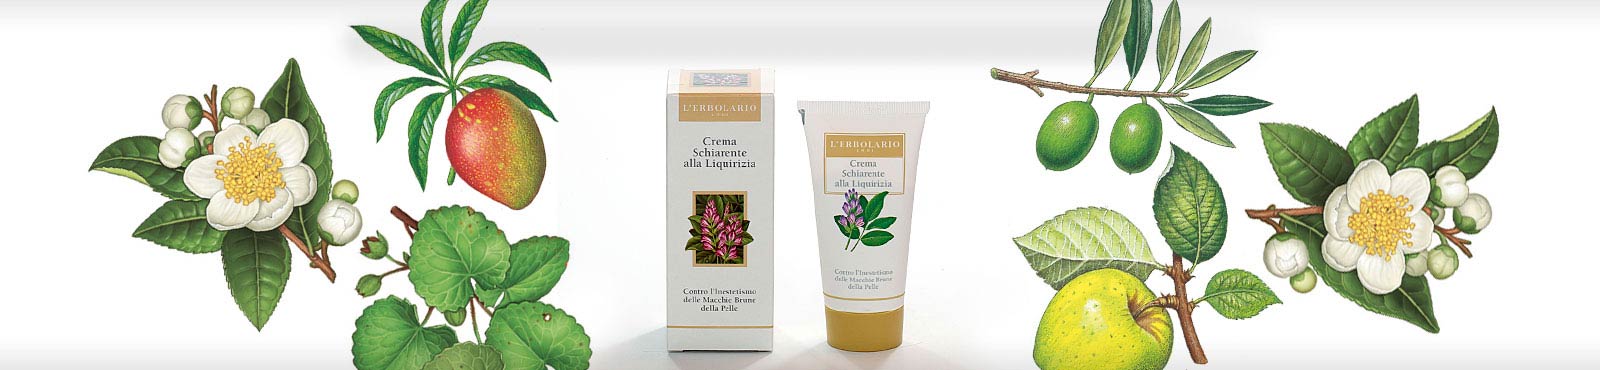 L'ERBOLARIO
LODI
Crema
Schiarente
alla Liquirizia
Contro l'Inestetismo
delle Macchie Brune
della Pelle
L'ERBOLARIO
LODI
Crema
Schiarente
alla Liquirizia
Contro l'Inestetismo
delle Macchie Brune
della Pelle